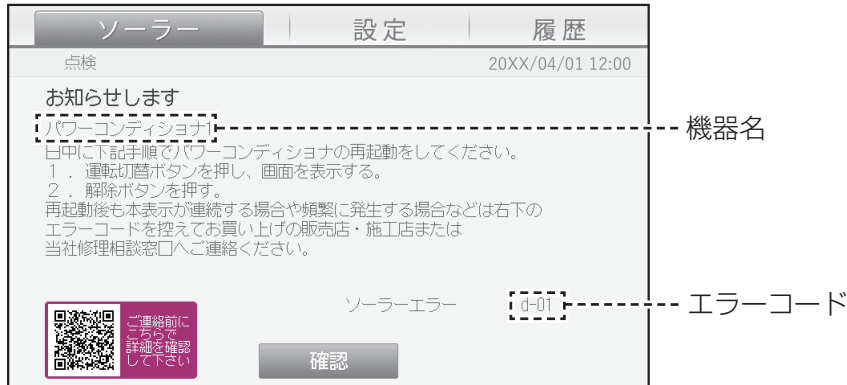 ソーラー 設定 履歴
点検 20XX/04/01 12:00
お知らせします
パワーコンディショナ1 機器名
日中に下記手順でパワーコンディショナの再起動をしてください。
１．運転切替ボタンを押し、画面を表示する。
２．解除ボタンを押す。
再起動後も本表示が連続する場合や頻繁に発生する場合などは右下の
エラーコードを控えてお買い上げの販売店・施工店または
当社修理相談窓口へご連絡ください。
ソーラーエラー d-01 エラーコード
ご連絡前に
こちらで
詳細を確認
して下さい
確認